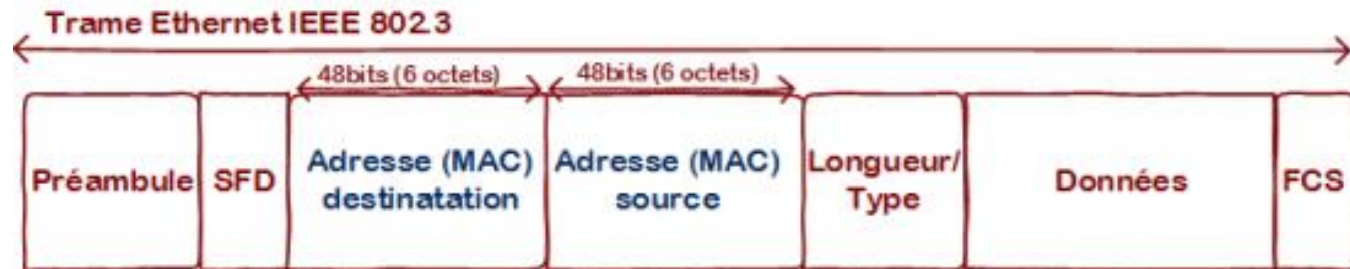 Trame Ethernet IEEE 802.3
48bits (6 octets) 48bits (6 octets)
Préambule SFD Adresse (MAC) destinatation Adresse (MAC) source Longueur/ Type Données FCS